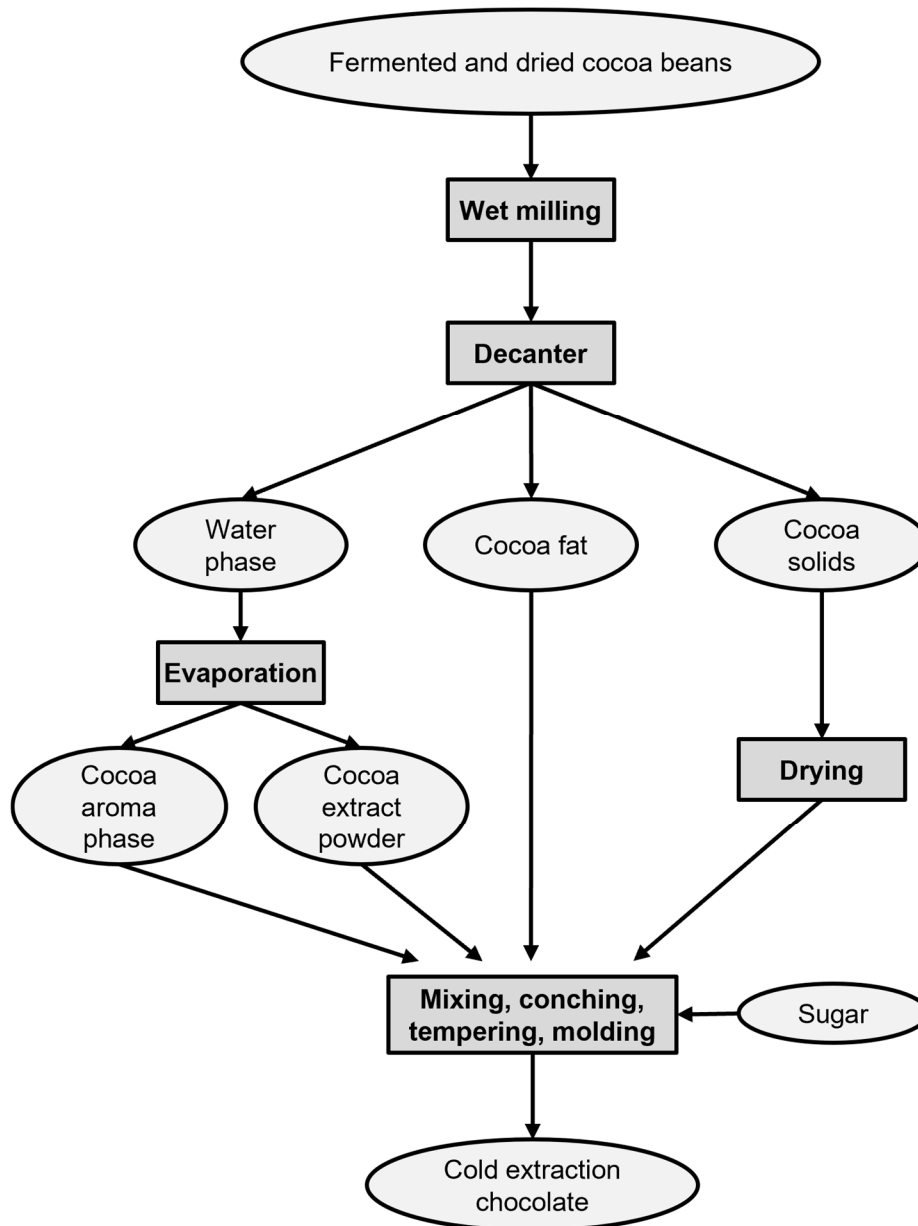 Fermented and dried cocoa beans
Wet milling
Decanter
Water
phase
Cocoa fat
Cocoa
solids
Evaporation
Cocoa
aroma
phase
Cocoa
extract
powder
Drying
Mixing, conching,
tempering, molding
Sugar
Cold extraction
chocolate